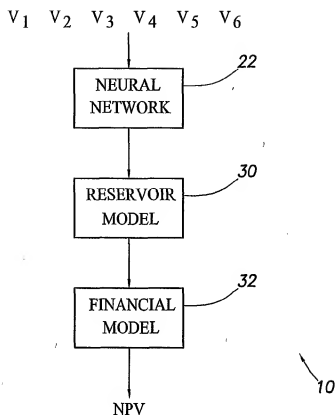 V1 V2 V3 V4 V5 V6
22
NEURAL
NETWORK
30
RESERVOIR
MODEL
32
FINANCIAL
MODEL
10
NPV